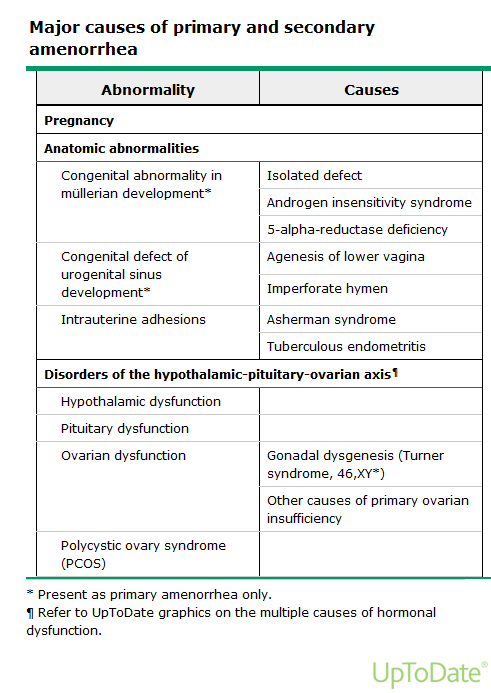 Major causes of primary and secondary
amenorrhea
Abnormality Causes
Pregnancy
Anatomic abnormalities
Congenital abnormality in
müllerian development*
Isolated defect
Androgen insensitivity syndrome
5-alpha-reductase deficiency
Congenital defect of
urogenital sinus
development*
Agenesis of lower vagina
Imperforate hymen
Intrauterine adhesions
Asherman syndrome
Tuberculous endometritis
Disorders of the hypothalamic-pituitary-ovarian axis¶
Hypothalamic dysfunction
Pituitary dysfunction
Ovarian dysfunction
Gonadal dysgenesis (Turner
syndrome, 46,XY*)
Other causes of primary ovarian
insufficiency
Polycystic ovary syndrome
(PCOS)
* Present as primary amenorrhea only.
¶ Refer to UpToDate graphics on the multiple causes of hormonal
dysfunction.
UpToDate®